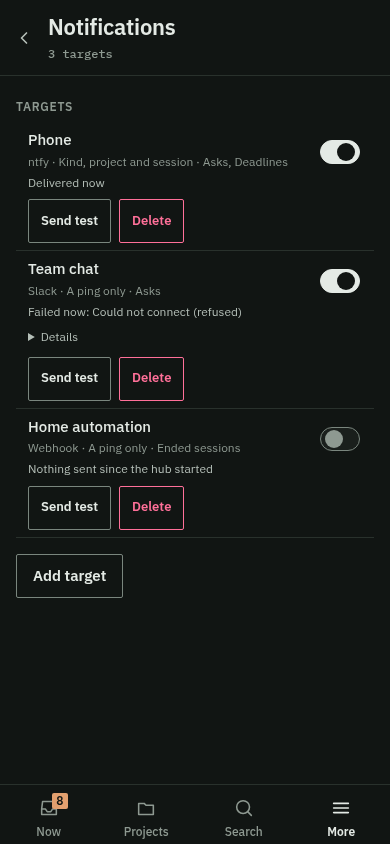 Notifications
3 targets
TARGETS
Phone
ntfy · Kind, project and session · Asks, Deadlines
Delivered now
Send test
Delete
Team chat
Slack · A ping only · Asks
Failed now: Could not connect (refused)
Details
Send test
Delete
Home automation
Webhook · A ping only · Ended sessions
Nothing sent since the hub started
Send test
Delete
Add target
8
Now
Projects
Search
More